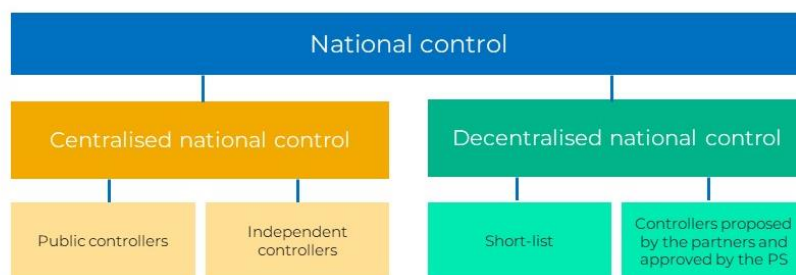 National control
Centralised national control
Decentralised national control
Public controllers
Independent
controllers
Short-list
Controllers proposed
by the partners and
approved by the PS